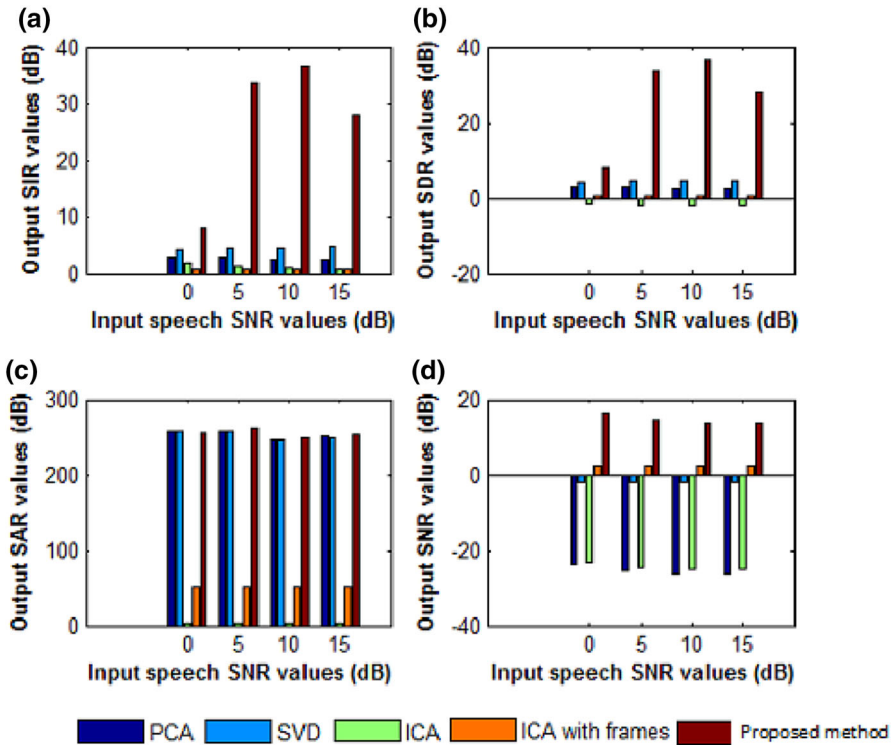 (a)
Output SIR values (dB)
40
30
20
10
0
0 5 10 15
Input speech SNR values (dB)
(b)
Output SDR values (dB)
40
20
0
-20
0 5 10 15
Input speech SNR values (dB)
(c)
Output SAR values (dB)
300
200
100
0
0 5 10 15
Input speech SNR values (dB)
(d)
Output SNR values (dB)
20
0
-20
-40
0 5 10 15
Input speech SNR values (dB)
PCA SVD ICA ICA with frames Proposed method